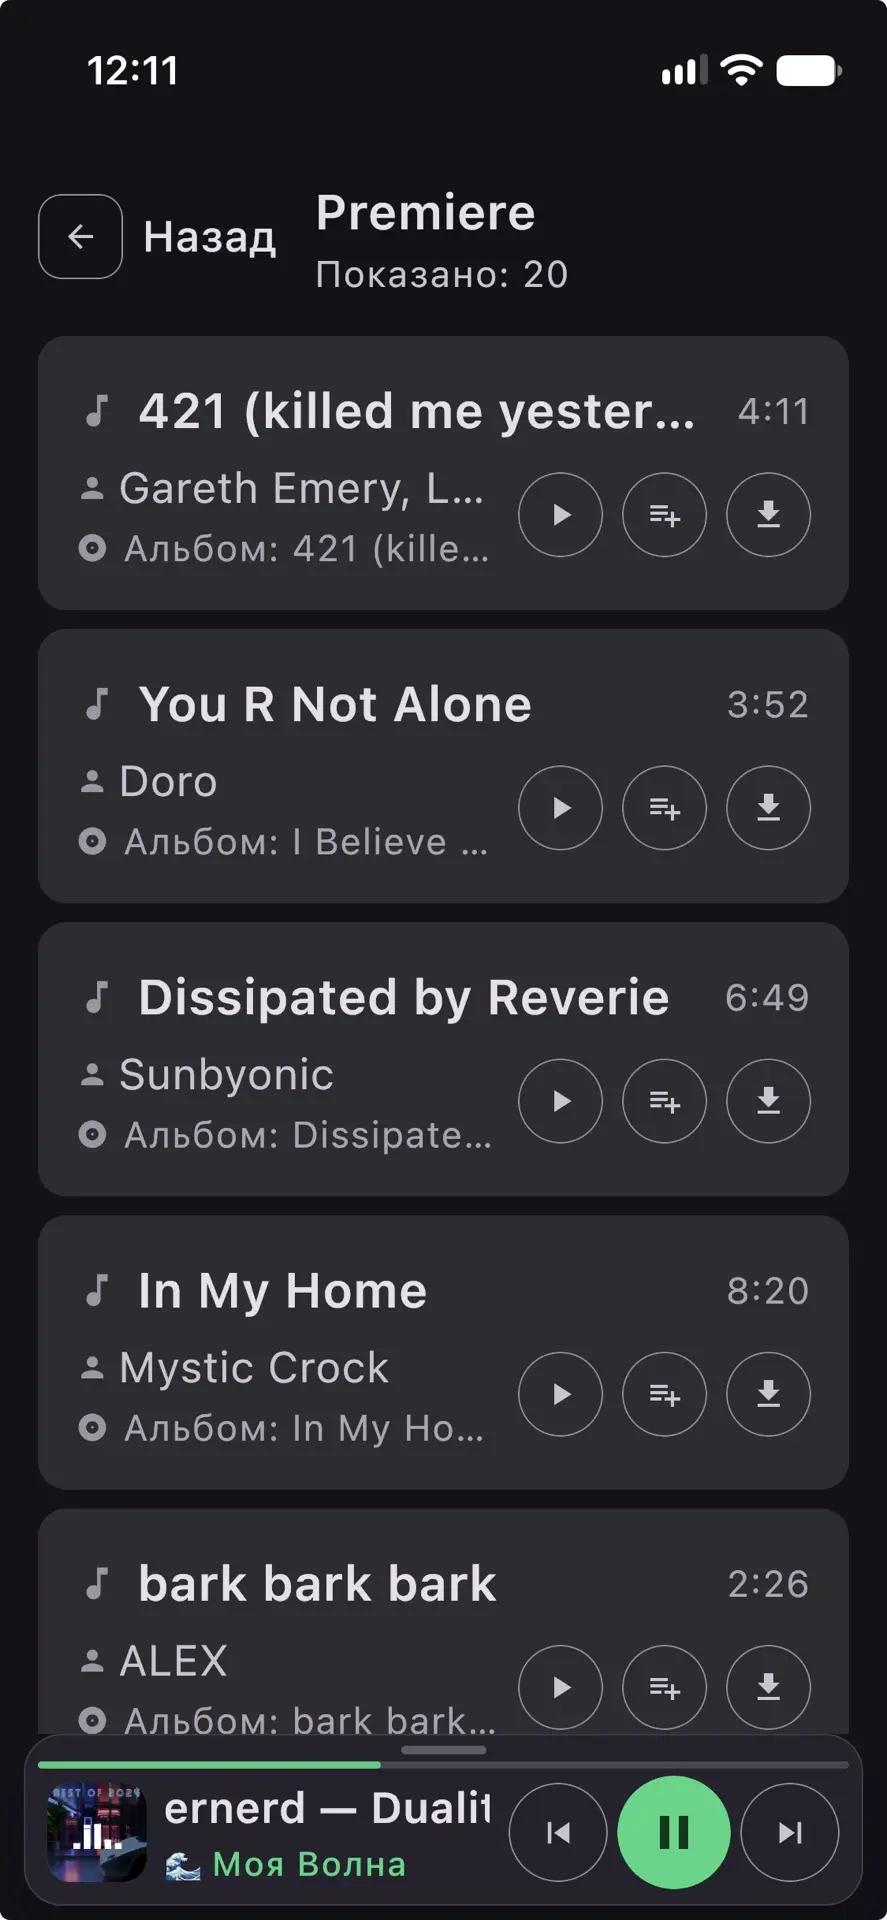 12:11
Назад
Premiere
Показано: 20
421 (killed me yester...
4:11
Gareth Emery, L...
Альбом: 421 (kille...
You R Not Alone
3:52
Doro
Альбом: I Believe ...
Dissipated by Reverie
6:49
Sunbyonic
Альбом: Dissipate...
In My Home
8:20
Mystic Crock
Альбом: In My Ho...
bark bark bark
2:26
ALEX
Альбом: bark bark...
BEST OF 2024
ernerd — Dualit
Моя Волна